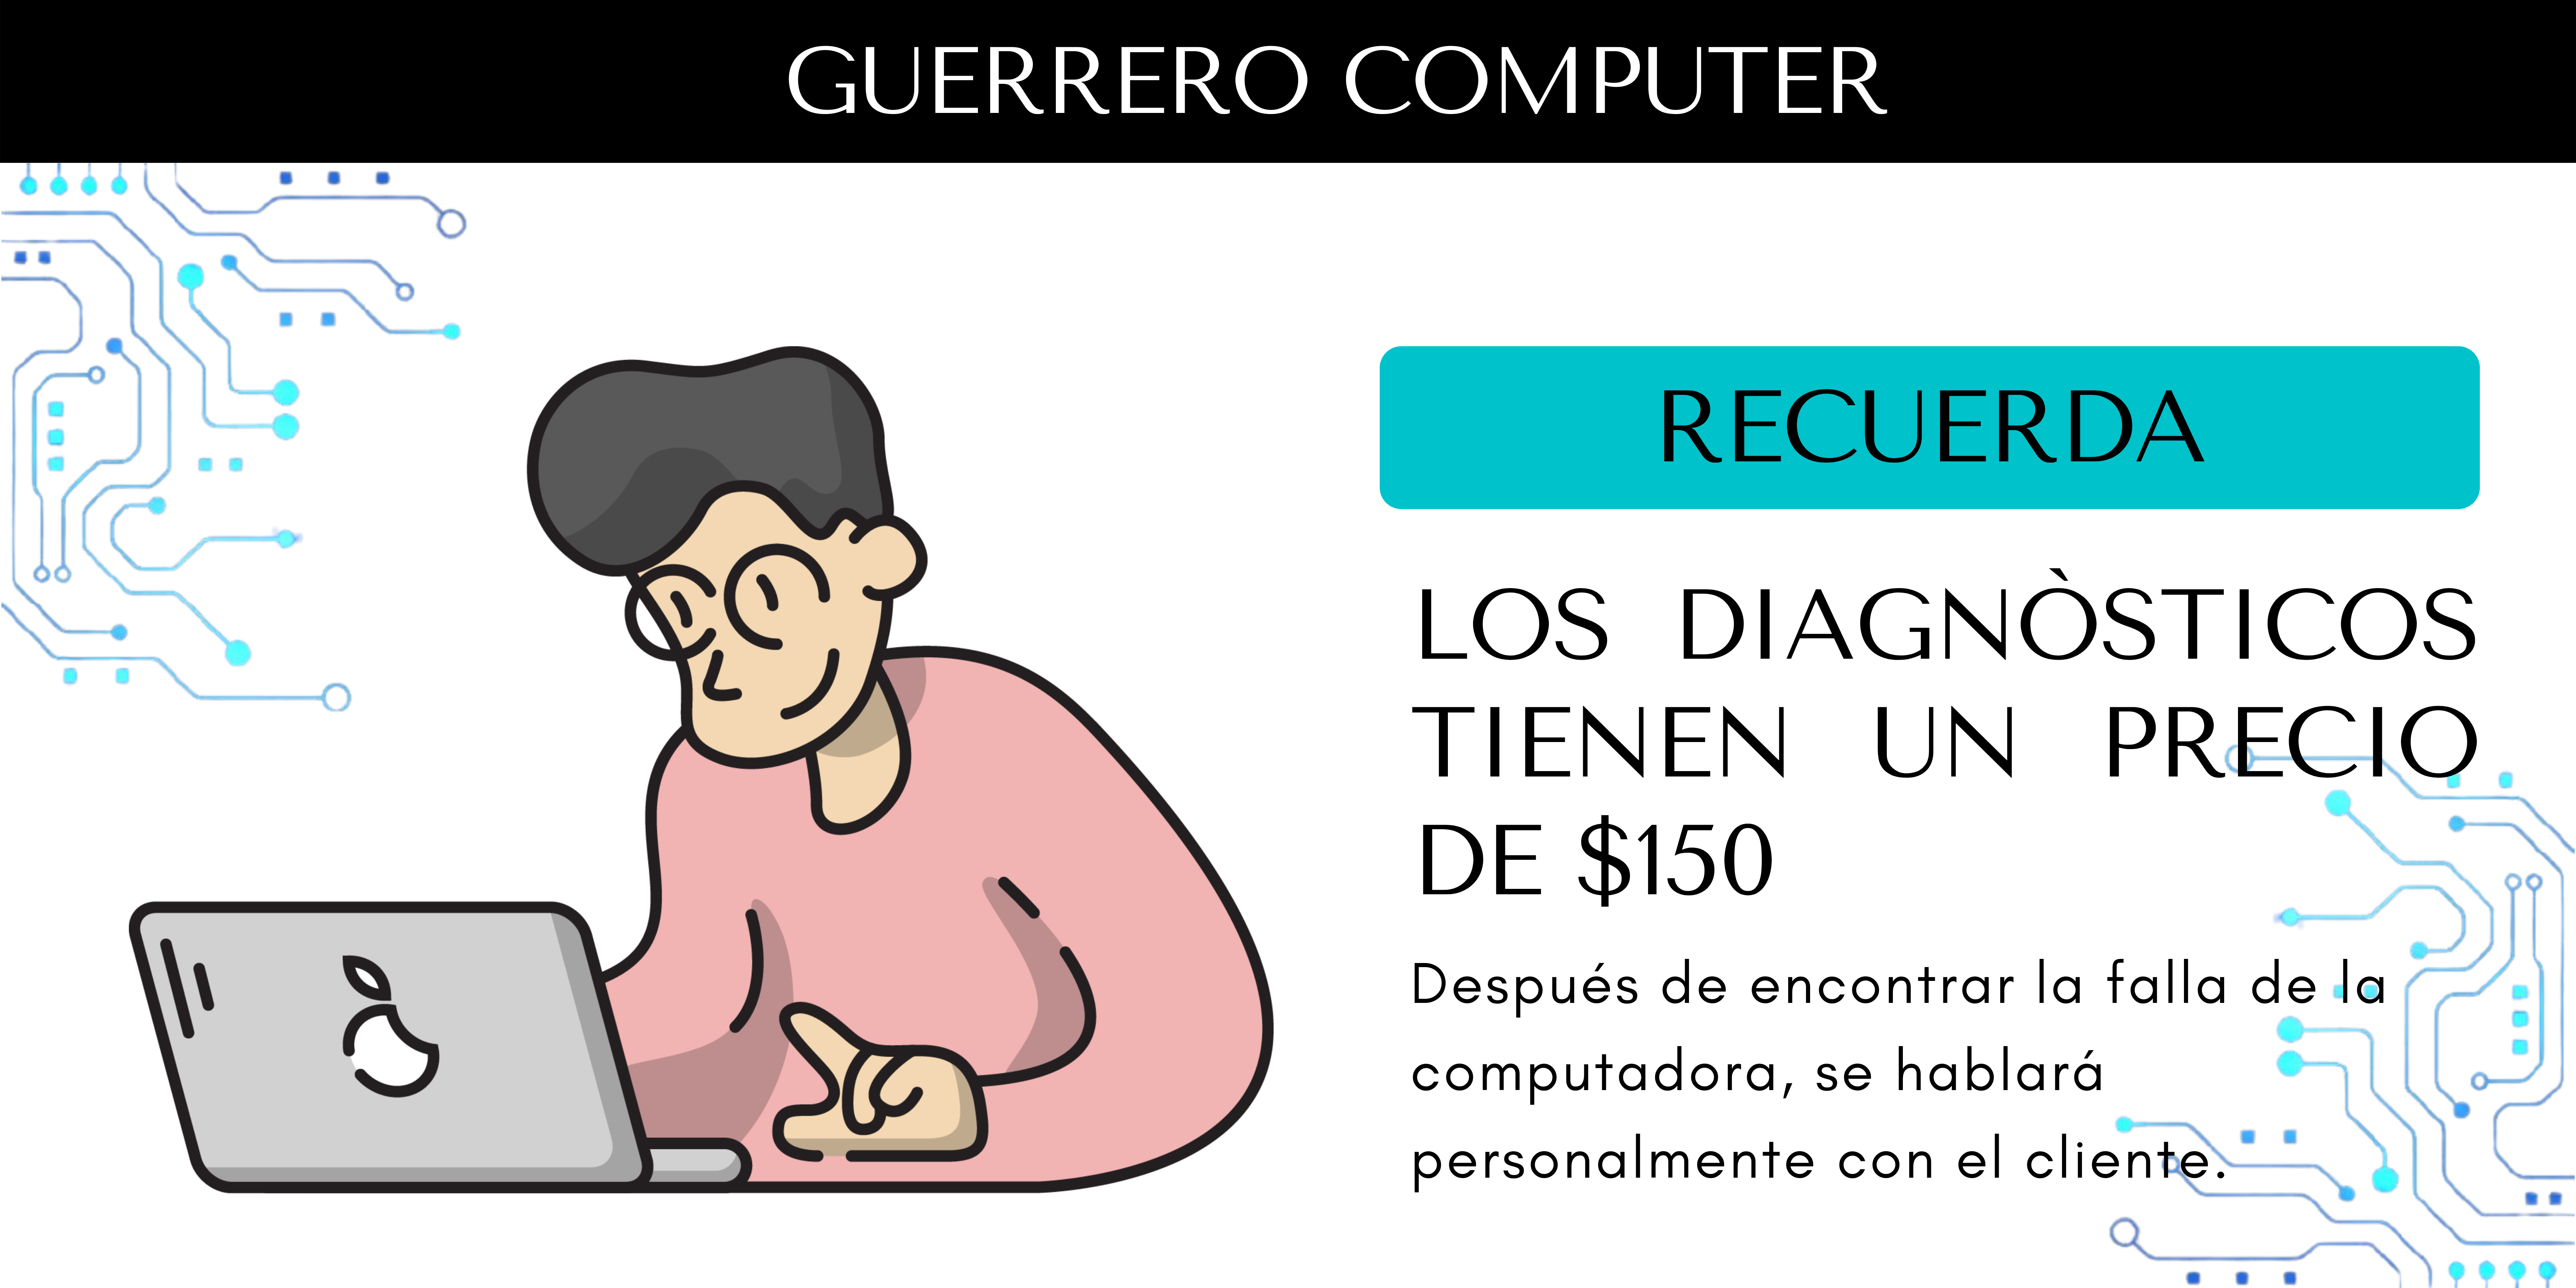 GUERRERO COMPUTER
RECUERDA
LOS DIAGNÒSTICOS
TIENEN UN PRECIO
DE $150
Después de encontrar la falla de la
computadora, se hablará
personalmente con el cliente.